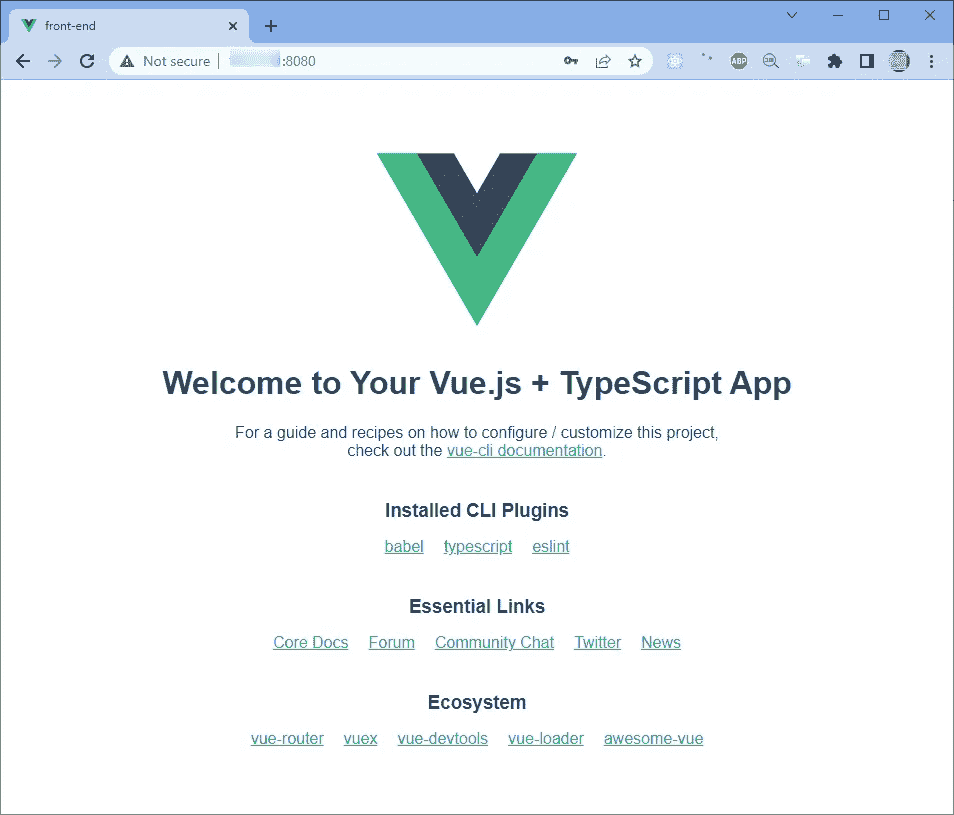 front-end
Not secure :8080
ABP
Welcome to Your Vue.js + TypeScript App
For a guide and recipes on how to configure / customize this project,
check out the vue-cli documentation.
Installed CLI Plugins
babel typescript eslint
Essential Links
Core Docs Forum Community Chat Twitter News
Ecosystem
vue-router vuex vue-devtools vue-loader awesome-vue